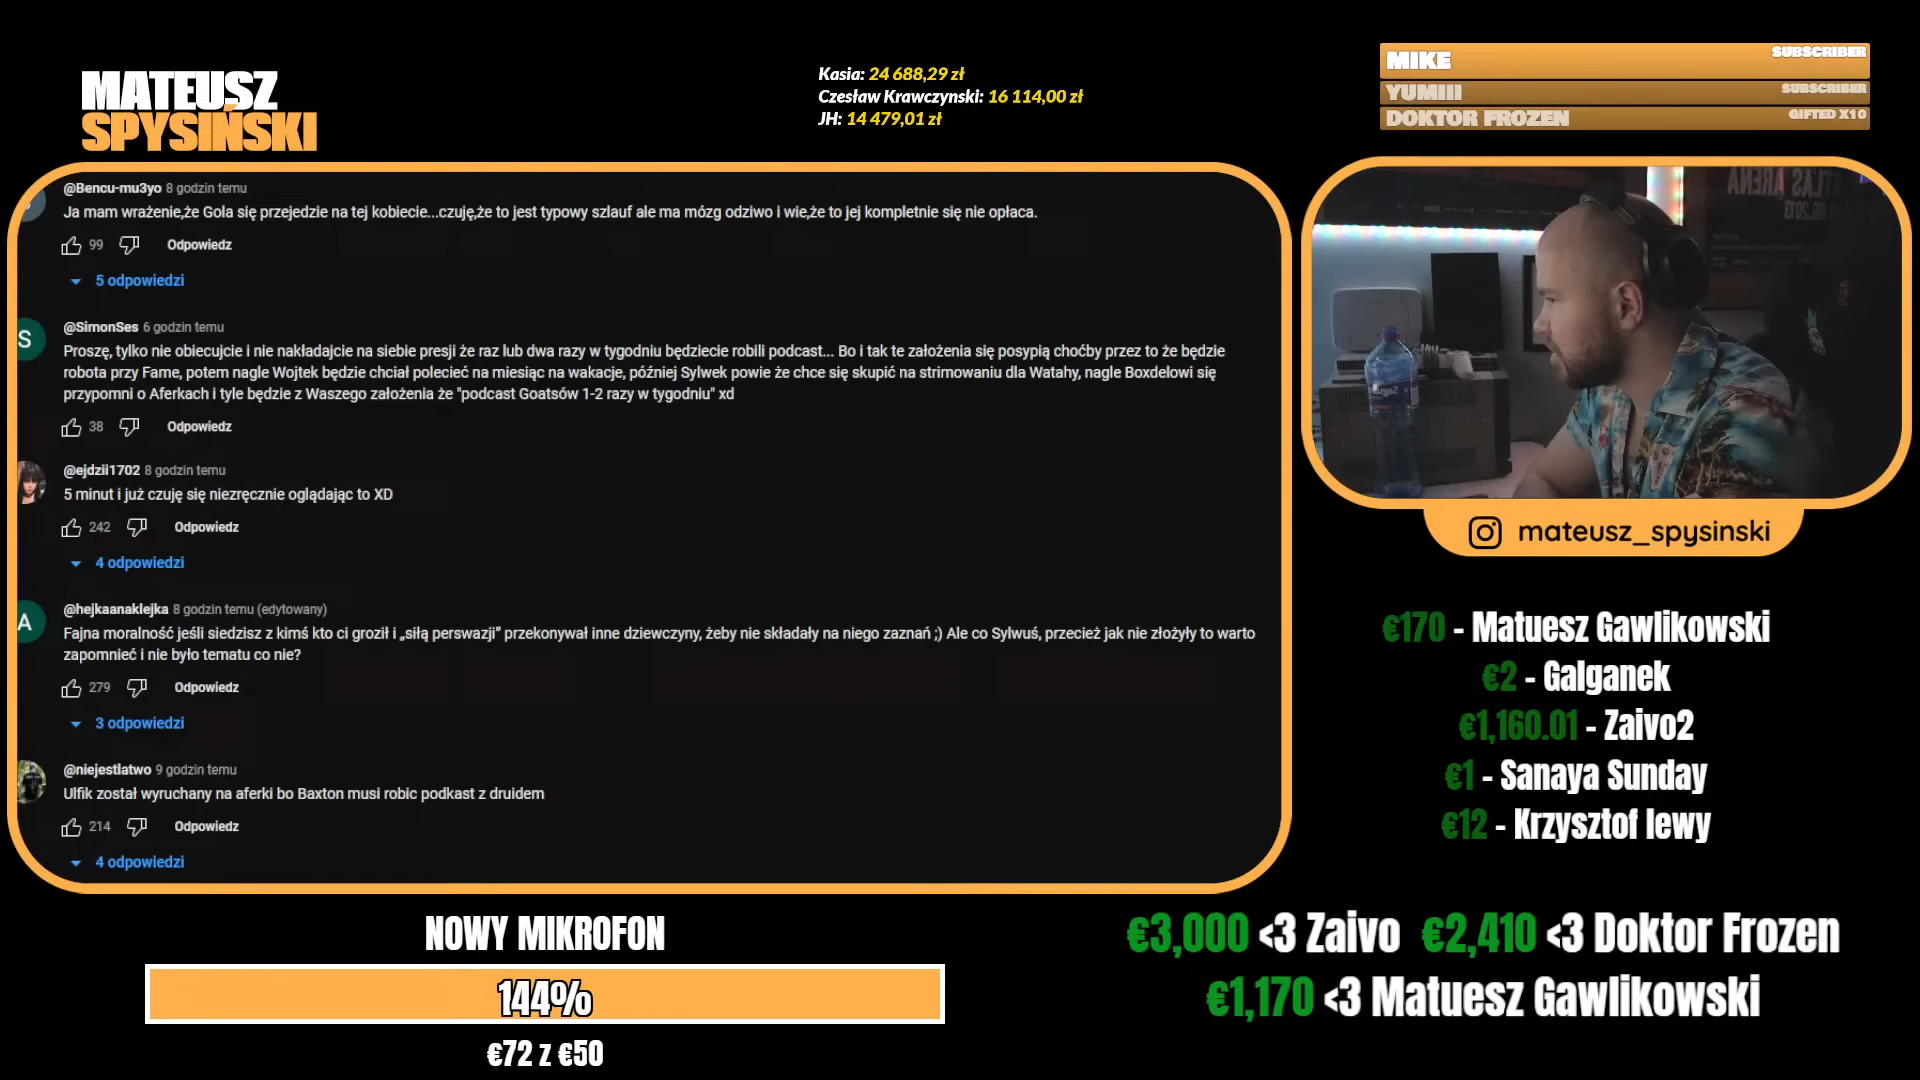 MATEUSZ
SPYSIŃSKI
Kasia: 24 688,29 zł
Czesław Krawczynski: 16 114,00 zł
JH: 14 479,01 zł
MIKE SUBSCRIBER
YUMIII SUBSCRIBER
DOKTOR FROZEN GIFTED X10
@Bencu-mu3yo 8 godzin temu
Ja mam wrażenie,że Gola się przejedzie na tej kobiecie...czuję,że to jest typowy szlauf ale ma mózg odziwo i wie,że to jej kompletnie się nie opłaca.
99 Odpowiedz
5 odpowiedzi
S
@SimonSes 6 godzin temu
Proszę, tylko nie obiecujcie i nie nakładajcie na siebie presji że raz lub dwa razy w tygodniu będziecie robili podcast... Bo i tak te założenia się posypią choćby przez to że będzie
robota przy Fame, potem nagle Wojtek będzie chciał polecieć na miesiąc na wakacje, później Sylwek powie że chce się skupić na strimowaniu dla Watahy, nagle Boxdelowi się
przypomni o Aferkach i tyle będzie z Waszego założenia że "podcast Goatsów 1-2 razy w tygodniu" xd
38 Odpowiedz
@ejdzii1702 8 godzin temu
5 minut i już czuję się niezręcznie oglądając to XD
242 Odpowiedz
4 odpowiedzi
A
@hejkaanaklejka 8 godzin temu (edytowany)
Fajna moralność jeśli siedzisz z kimś kto ci groził i „siłą perswazji” przekonywał inne dziewczyny, żeby nie składały na niego zaznań ;) Ale co Sylwuś, przecież jak nie złożyły to warto
zapomnieć i nie było tematu co nie?
279 Odpowiedz
3 odpowiedzi
@niejestlatwo 9 godzin temu
Ulfik został wyruchany na aferki bo Baxton musi robic podkast z druidem
214 Odpowiedz
4 odpowiedzi
mateusz_spysinski
€170 - Matuesz Gawlikowski
€2 - Galganek
€1,160.01 - Zaivo2
€1 - Sanaya Sunday
€12 - Krzysztof lewy
NOWY MIKROFON
144%
€72 z €50
€3,000 <3 Zaivo €2,410 <3 Doktor Frozen
€1,170 <3 Matuesz Gawlikowski